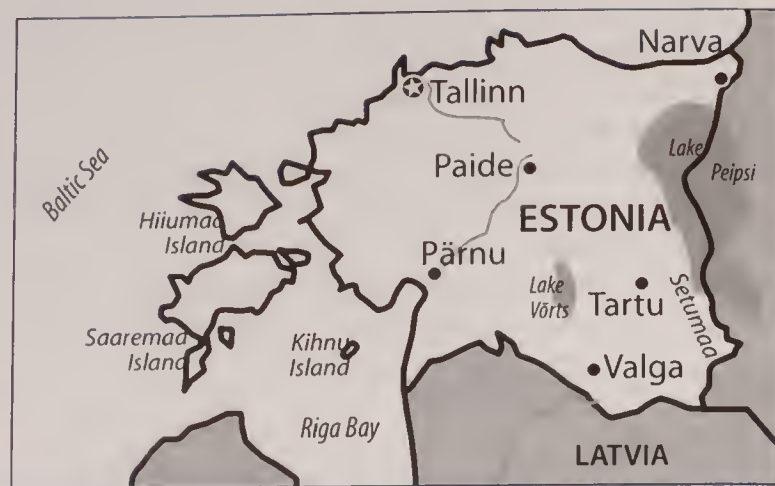 Narva
Tallinn
Baltic Sea
Lake
Peipsi
Paide
Hiiumaa
Island
ESTONIA
Pärnu
Lake
Võrts
Tartu
Setumaa
Saaremaa
Island
Kihnu
Island
Valga
Riga Bay
LATVIA